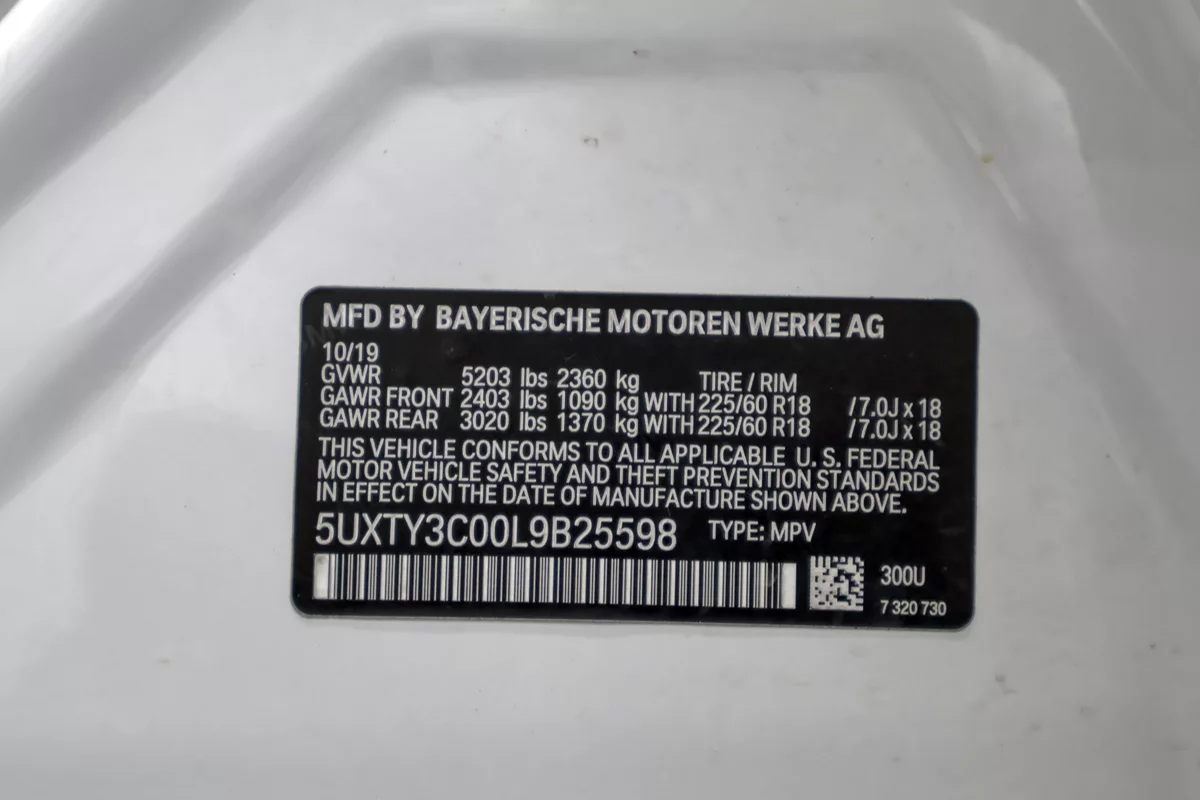 MFD BY BAYERISCHE MOTOREN WERKE AG
10/19
GVWR 5203 lbs 2360 kg TIRE / RIM
GAWR FRONT 2403 lbs 1090 kg WITH 225/60 R18 /7.0J x 18
GAWR REAR 3020 lbs 1370 kg WITH 225/60 R18 /7.0J x 18
THIS VEHICLE CONFORMS TO ALL APPLICABLE U. S. FEDERAL
MOTOR VEHICLE SAFETY AND THEFT PREVENTION STANDARDS
IN EFFECT ON THE DATE OF MANUFACTURE SHOWN ABOVE.
5UXTY3C00L9B25598 TYPE: MPV
300U
7 320 730